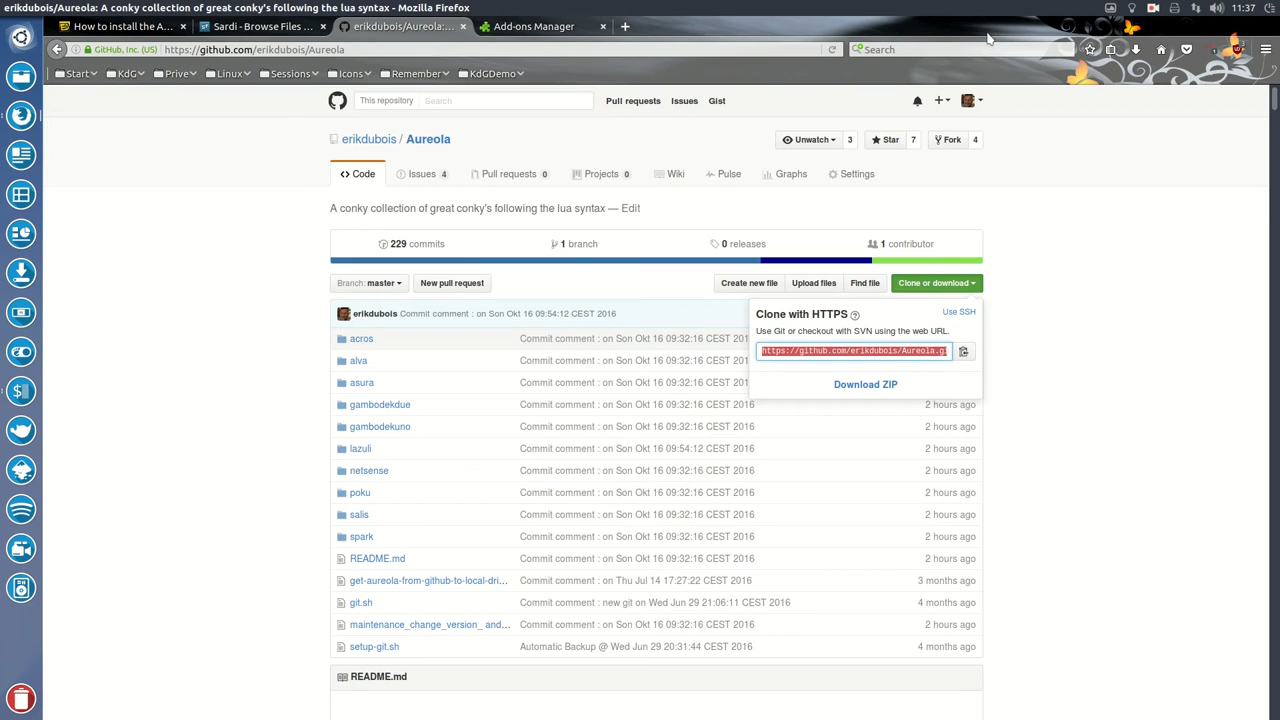 erikdubois/Aureola: A conky collection of great conky's following the lua syntax - Mozilla Firefox
11:37
How to install the A...
Sardi - Browse Files ...
erikdubois/Aureola: ...
Add-ons Manager
GitHub, Inc. (US)
https://github.com/erikdubois/Aureola
Search
Start
KdG
Prive
Linux
Sessions
Icons
Remember
KdGDemo
This repository
Search
Pull requests
Issues
Gist
erikdubois / Aureola
Unwatch
3
Star
7
Fork
4
Code
Issues 4
Pull requests 0
Projects 0
Wiki
Pulse
Graphs
Settings
A conky collection of great conky's following the lua syntax — Edit
229 commits
1 branch
0 releases
1 contributor
Branch: master
New pull request
Create new file
Upload files
Find file
Clone or download
erikdubois Commit comment : on Son Okt 16 09:54:12 CEST 2016
Clone with HTTPS
Use SSH
Use Git or checkout with SVN using the web URL.
https://github.com/erikdubois/Aureola.gi
Download ZIP
acros Commit comment : on Son Okt 16 09:32:16 CEST 201
alva Commit comment : on Son Okt 16 09:32:16 CEST 201
asura Commit comment : on Son Okt 16 09:32:16 CEST 201
gambodekdue Commit comment : on Son Okt 16 09:32:16 CEST 2016 2 hours ago
gambodekuno Commit comment : on Son Okt 16 09:32:16 CEST 2016 2 hours ago
lazuli Commit comment : on Son Okt 16 09:54:12 CEST 2016 2 hours ago
netsense Commit comment : on Son Okt 16 09:32:16 CEST 2016 2 hours ago
poku Commit comment : on Son Okt 16 09:32:16 CEST 2016 2 hours ago
salis Commit comment : on Son Okt 16 09:32:16 CEST 2016 2 hours ago
spark Commit comment : on Son Okt 16 09:32:16 CEST 2016 2 hours ago
README.md Commit comment : on Son Okt 16 09:32:16 CEST 2016 2 hours ago
get-aureola-from-github-to-local-dri... Commit comment : on Thu Jul 14 17:27:22 CEST 2016 3 months ago
git.sh Commit comment : new git on Wed Jun 29 21:06:11 CEST 2016 4 months ago
maintenance_change_version_ and... Commit comment : on Son Okt 16 09:32:16 CEST 2016 2 hours ago
setup-git.sh Automatic Backup @ Wed Jun 29 20:31:44 CEST 2016 4 months ago
README.md